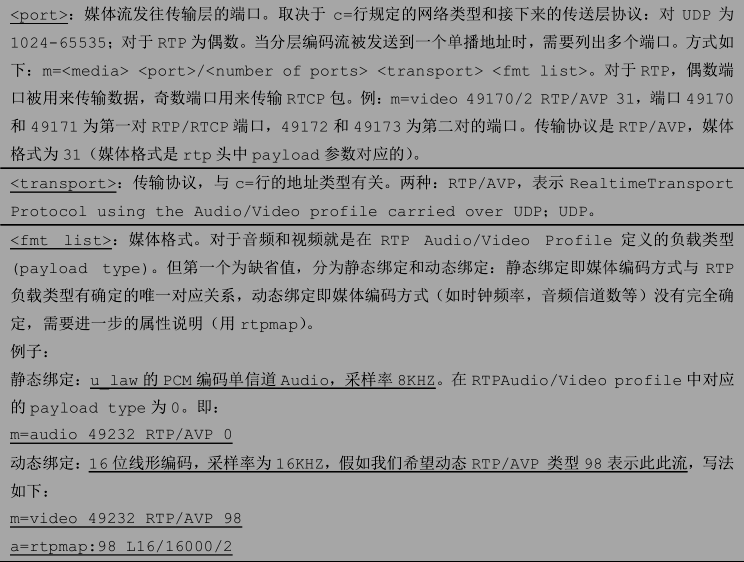 <port>：媒体流发往传输层的端口。取决于 c=行规定的网络类型和接下来的传送层协议：对 UDP 为
1024-65535；对于 RTP 为偶数。当分层编码流被发送到一个单播地址时，需要列出多个端口。方式如
下：m=<media> <port>/<number of ports> <transport> <fmt list>。对于 RTP，偶数端
口被用来传输数据，奇数端口用来传输 RTCP 包。例：m=video 49170/2 RTP/AVP 31，端口 49170
和 49171 为第一对 RTP/RTCP 端口，49172 和 49173 为第二对的端口。传输协议是 RTP/AVP，媒体
格式为 31（媒体格式是 rtp 头中 payload 参数对应的）。
<transport>：传输协议，与 c=行的地址类型有关。两种：RTP/AVP，表示 RealtimeTransport
Protocol using the Audio/Video profile carried over UDP；UDP。
<fmt list>：媒体格式。对于音频和视频就是在 RTP Audio/Video Profile 定义的负载类型
(payload type)。但第一个为缺省值，分为静态绑定和动态绑定：静态绑定即媒体编码方式与 RTP
负载类型有确定的唯一对应关系，动态绑定即媒体编码方式（如时钟频率，音频信道数等）没有完全确
定，需要进一步的属性说明（用 rtpmap）。
例子：
静态绑定：u_law 的 PCM 编码单信道 Audio，采样率 8KHZ。在 RTPAudio/Video profile 中对应
的 payload type 为 0。即：
m=audio 49232 RTP/AVP 0
动态绑定：16 位线形编码，采样率为 16KHZ，假如我们希望动态 RTP/AVP 类型 98 表示此此流，写法
如下：
m=video 49232 RTP/AVP 98
a=rtpmap:98 L16/16000/2